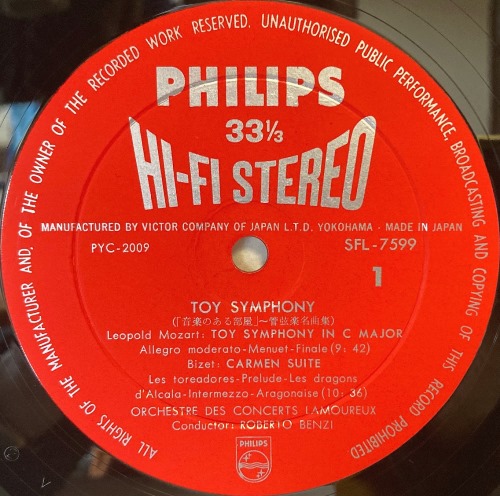 ALL RIGHTS OF THE MANUFACTURER AND, OF THE OWNER OF THE RECORDED WORK RESERVED. UNAUTHORISED PUBLIC PERFORMANCE, BROADCASTING AND COPYING OF THIS RECORD PROHIBITED
PHILIPS
33⅓
HI-FI STEREO
MANUFACTURED BY VICTOR COMPANY OF JAPAN L.T.D. YOKOHAMA · MADE IN JAPAN
PYC-2009 SFL-7599
1
TOY SYMPHONY
(「音楽のある部屋」~管弦楽名曲集)
Leopold Mozart: TOY SYMPHONY IN C MAJOR
Allegro moderato-Menuet-Finale (9: 42)
Bizet: CARMEN SUITE
Les toreadores-Prelude-Les dragons
d'Alcala-Intermezzo-Aragonaise (10: 36)
ORCHESTRE DES CONCERTS LAMOUREUX
Conductor: ROBERTO BENZI
PHILIPS